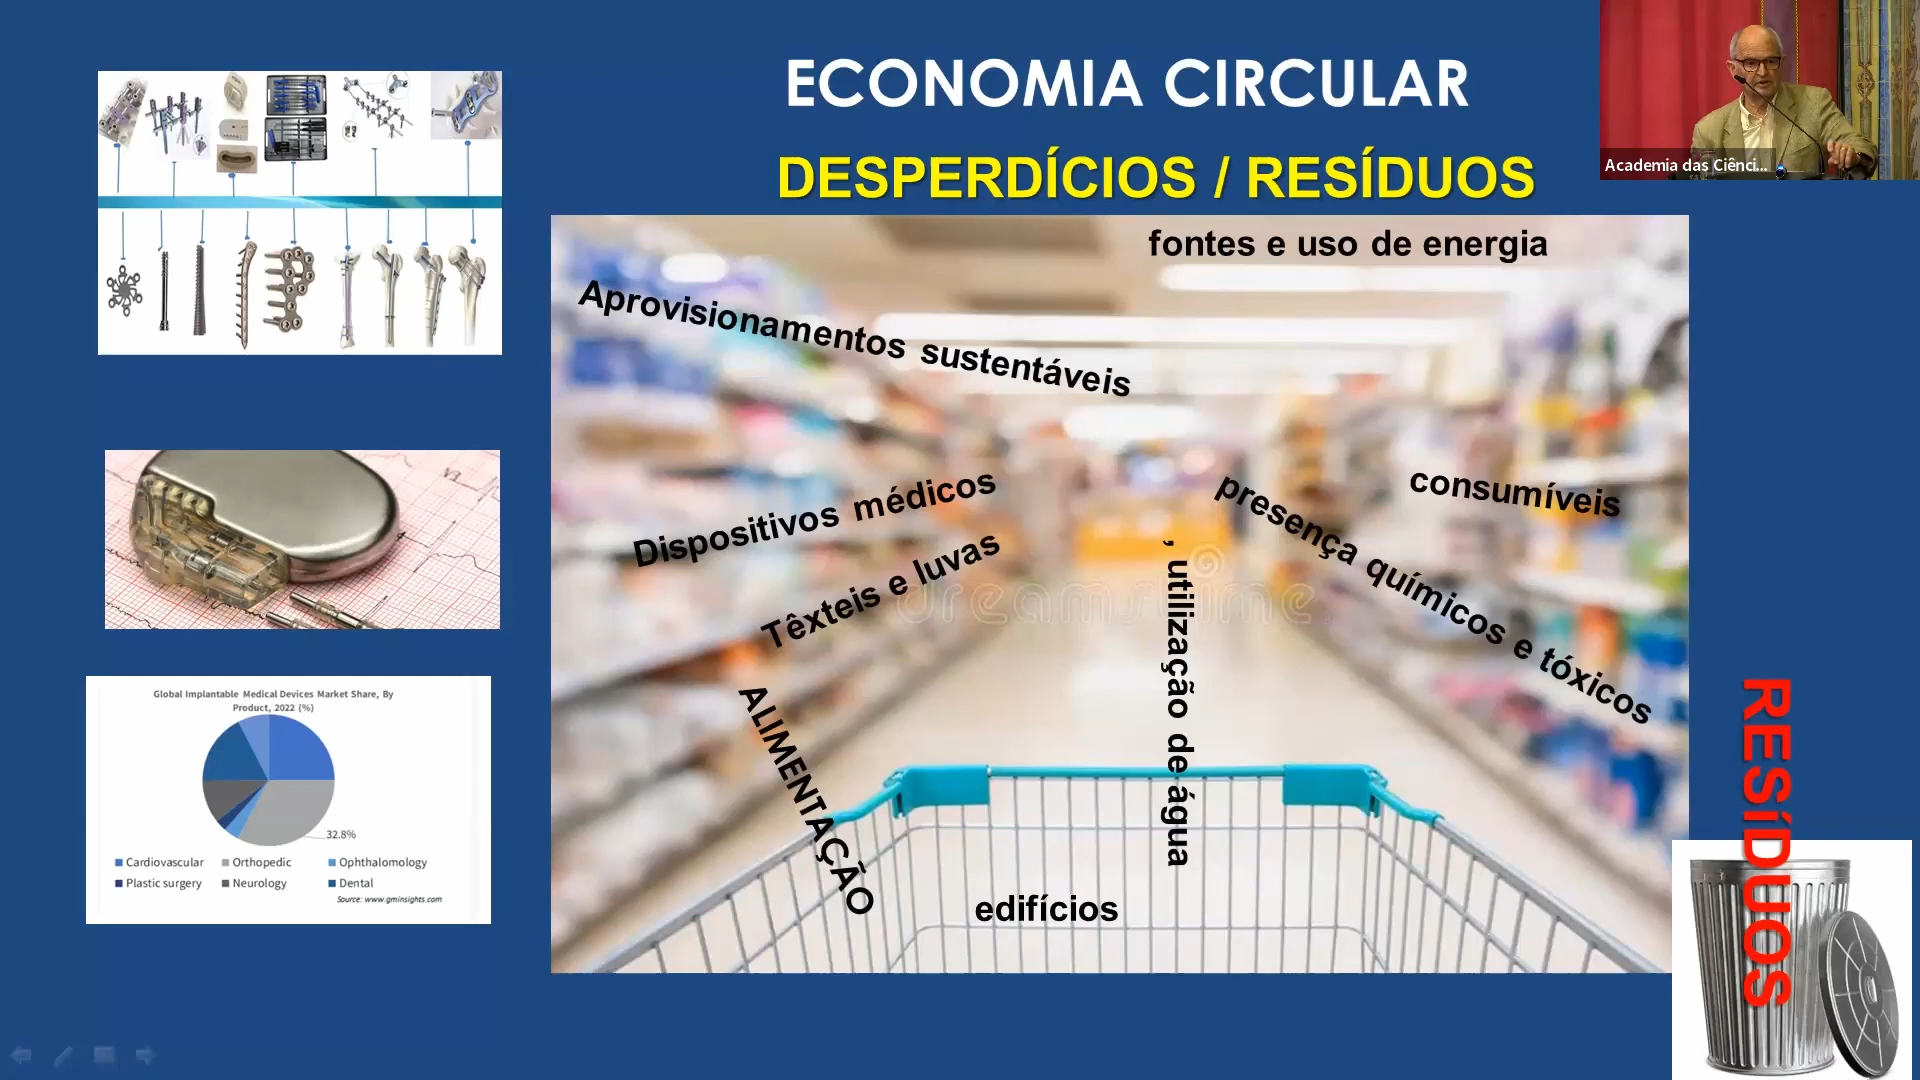 ECONOMIA CIRCULAR
DESPERDÍCIOS / RESÍDUOS
Academia das Ciênci...
fontes e uso de energia
Aprovisionamentos sustentáveis
Dispositivos médicos
Têxteis e luvas
consumíveis
presença químicos e tóxicos
, utilização de água
ALIMENTAÇÃO
edifícios
dreamstime
RESÍDUOS
Global Implantable Medical Devices Market Share, By
Product, 2022 (%)
32.8%
Cardiovascular
Orthopedic
Ophthalomology
Plastic surgery
Neurology
Dental
Source: www.gminsights.com